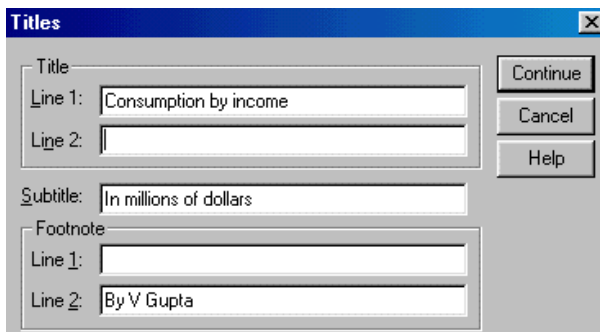 Titles
Title
Line 1: Consumption by income
Line 2:
Subtitle: In millions of dollars
Footnote
Line 1:
Line 2: By V Gupta
Continue
Cancel
Help